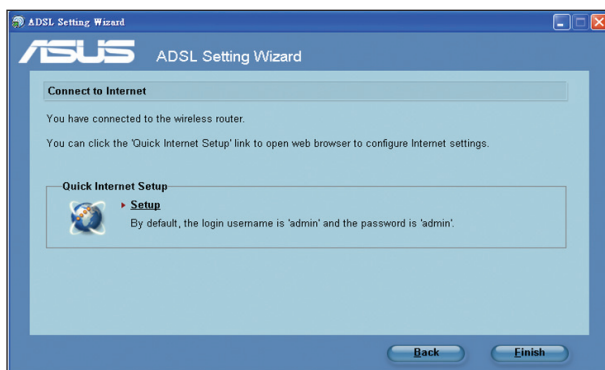 ADSL Setting Wizard
ASUS ADSL Setting Wizard
Connect to Internet
You have connected to the wireless router.
You can click the 'Quick Internet Setup' link to open web browser to configure Internet settings.
Quick Internet Setup
Setup
By default, the login username is 'admin' and the password is 'admin'.
Back Finish